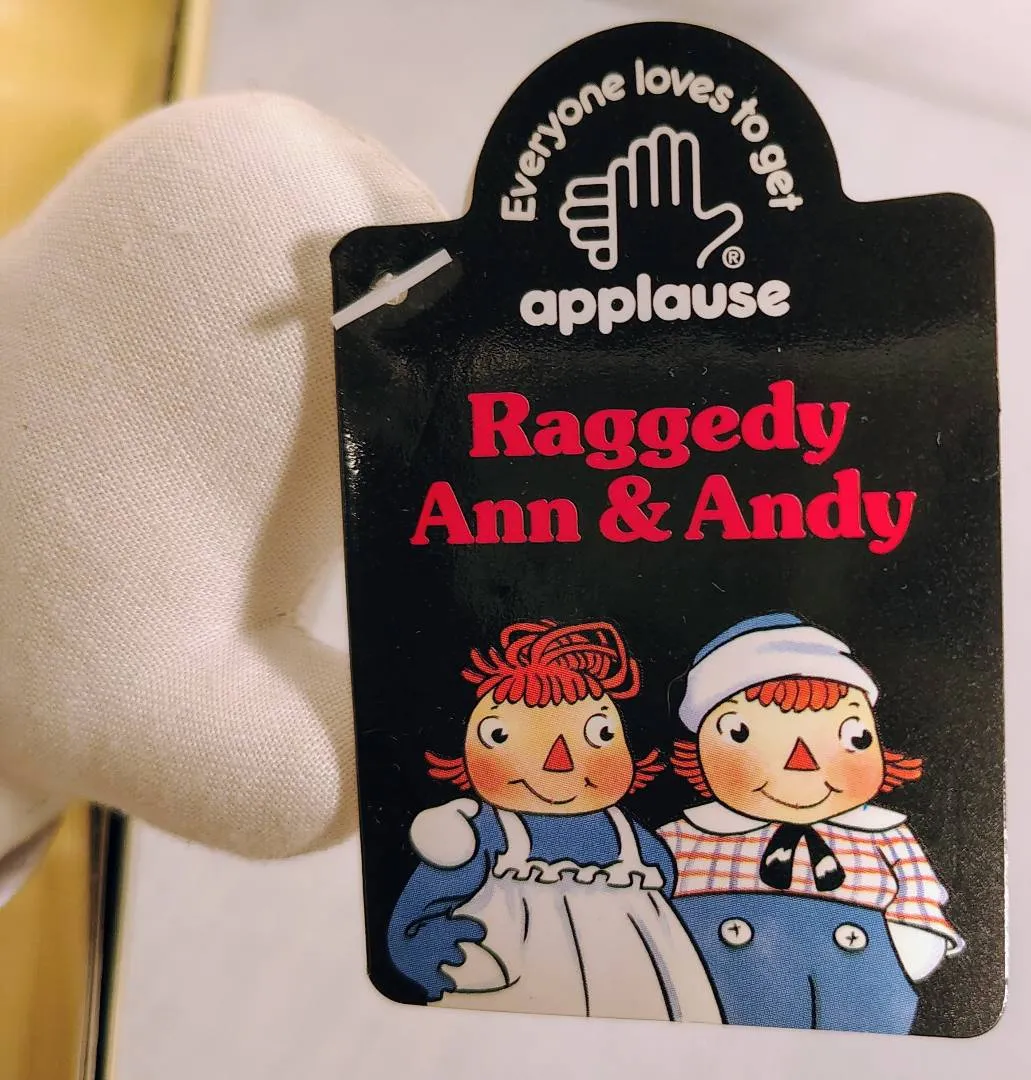 Everyone loves to get
®
applause
Raggedy
Ann & Andy